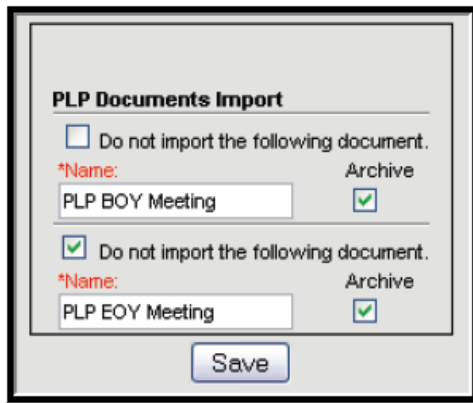 PLP Documents Import
Do not import the following document.
*Name: Archive
PLP BOY Meeting
Do not import the following document.
*Name: Archive
PLP EOY Meeting
Save